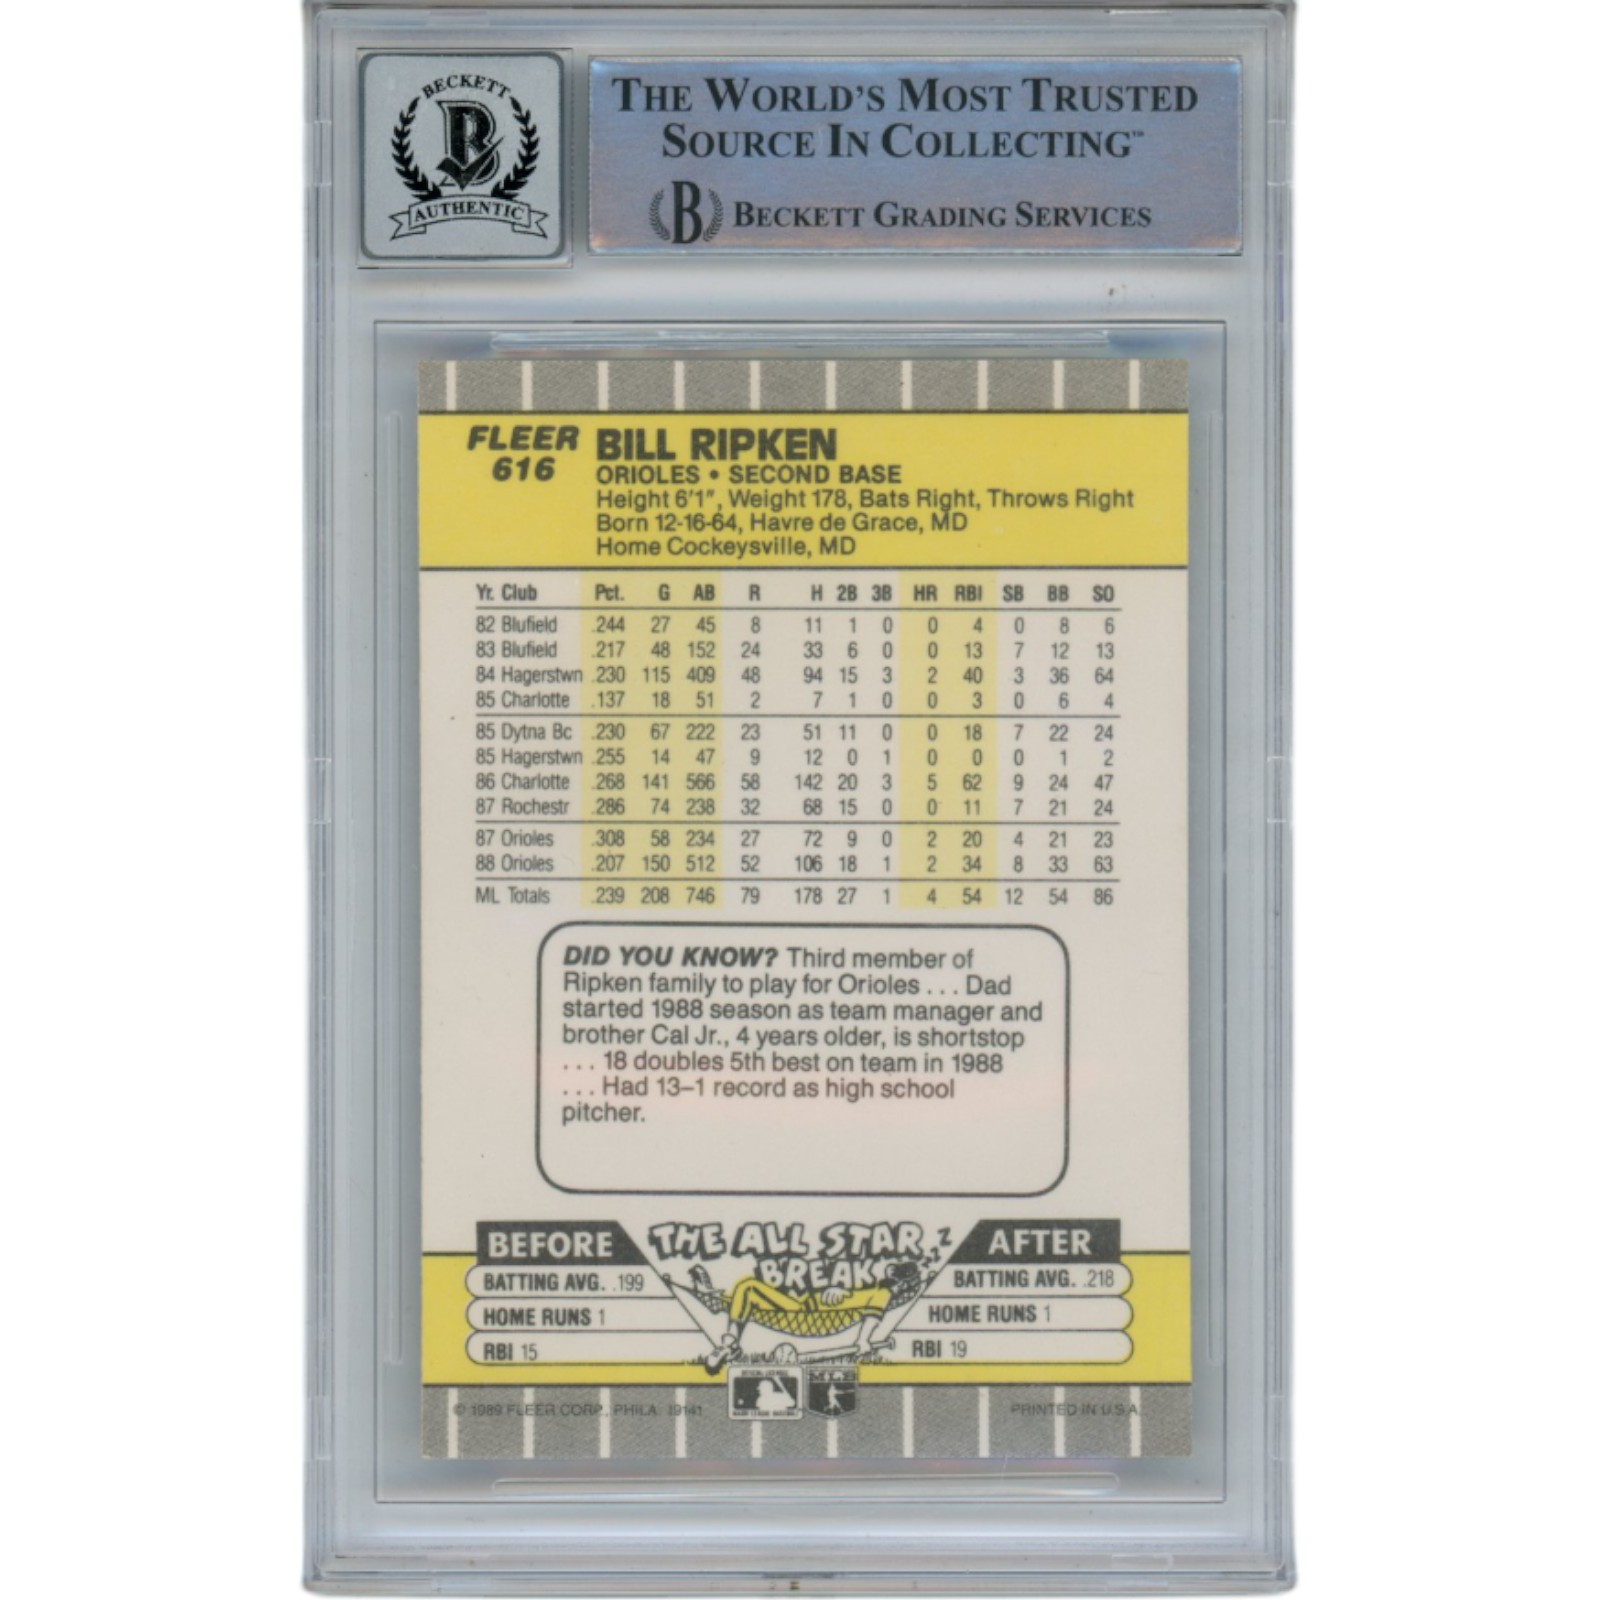 BECKETT
B
AUTHENTIC
THE WORLD'S MOST TRUSTED
SOURCE IN COLLECTING™
B BECKETT GRADING SERVICES
FLEER
616
BILL RIPKEN
ORIOLES • SECOND BASE
Height 6'1", Weight 178, Bats Right, Throws Right
Born 12-16-64, Havre de Grace, MD
Home Cockeysville, MD
Yr. Club Pct. G AB R H 2B 3B HR RBI SB BB SO
82 Blufield .244 27 45 8 11 1 0 0 4 0 8 6
83 Blufield .217 48 152 24 33 6 0 0 13 7 12 13
84 Hagerstwn .230 115 409 48 94 15 3 2 40 3 36 64
85 Charlotte .137 18 51 2 7 1 0 0 3 0 6 4
85 Dytna Bc .230 67 222 23 51 11 0 0 18 7 22 24
85 Hagerstwn .255 14 47 9 12 0 1 0 0 0 1 2
86 Charlotte .268 141 566 58 142 20 3 5 62 9 24 47
87 Rochestr .286 74 238 32 68 15 0 0 11 7 21 24
87 Orioles .308 58 234 27 72 9 0 2 20 4 21 23
88 Orioles .207 150 512 52 106 18 1 2 34 8 33 63
ML Totals .239 208 746 79 178 27 1 4 54 12 54 86
DID YOU KNOW? Third member of
Ripken family to play for Orioles . . . Dad
started 1988 season as team manager and
brother Cal Jr., 4 years older, is shortstop
. . . 18 doubles 5th best on team in 1988
. . . Had 13–1 record as high school
pitcher.
THE ALL STAR
BREAK
ZZZZ
BEFORE
BATTING AVG. .199
HOME RUNS 1
RBI 15
AFTER
BATTING AVG. .218
HOME RUNS 1
RBI 19
MLB
© 1989 FLEER CORP., PHILA. 19141
PRINTED IN U.S.A.